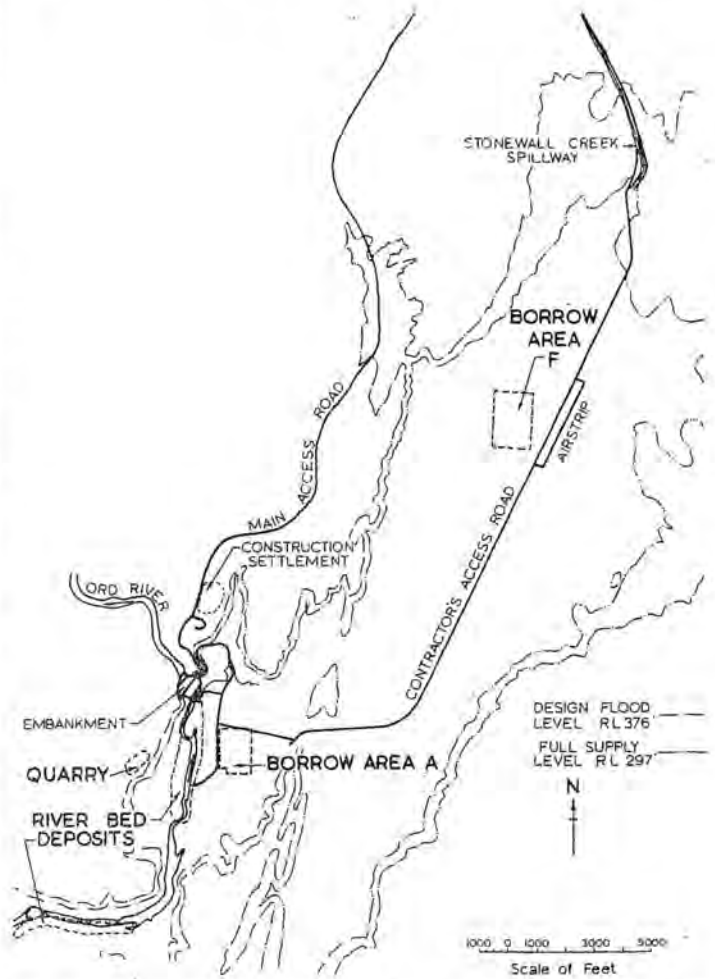 STONEWALL CREEK
SPILLWAY
BORROW
AREA
F
AIRSTRIP
MAIN ACCESS ROAD
CONSTRUCTION
SETTLEMENT
ORD RIVER
CONTRACTOR'S ACCESS ROAD
EMBANKMENT
DESIGN FLOOD
LEVEL RL 376
FULL SUPPLY
LEVEL RL 297
QUARRY
BORROW AREA A
N
RIVER BED
DEPOSITS
1000 0 1000 3000 5000
Scale of Feet